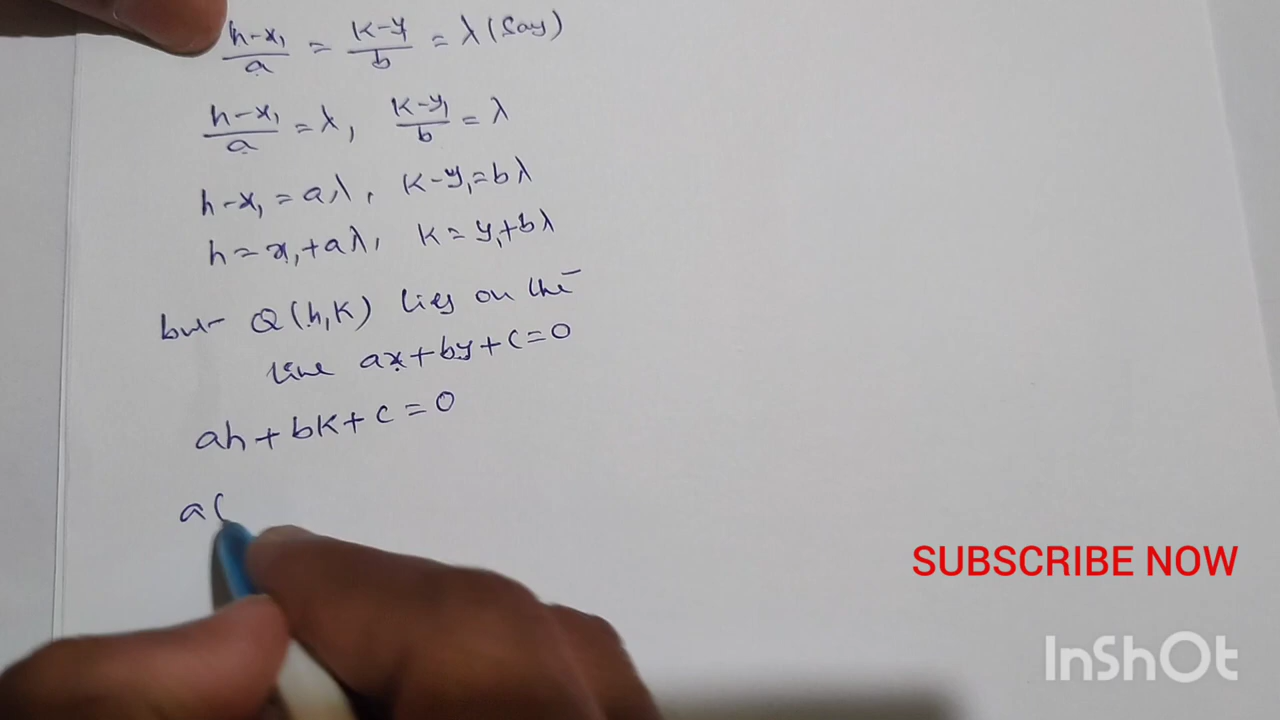 h-x₁/a = k-y/b = λ (Say)
h-x₁/a = λ, k-y₁/b = λ
h-x₁ = aλ, k-y₁ = bλ
h = x₁+aλ, k = y₁+bλ
but Q(h,k) lies on the
line ax+by+c=0
ah+bk+c=0
a(
SUBSCRIBE NOW
InShOt